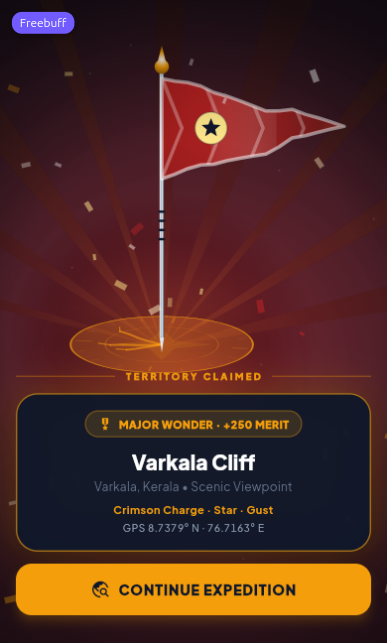 Freebuff
TERRITORY CLAIMED
MAJOR WONDER · +250 MERIT
Varkala Cliff
Varkala, Kerala • Scenic Viewpoint
Crimson Charge · Star · Gust
GPS 8.7379° N · 76.7163° E
CONTINUE EXPEDITION